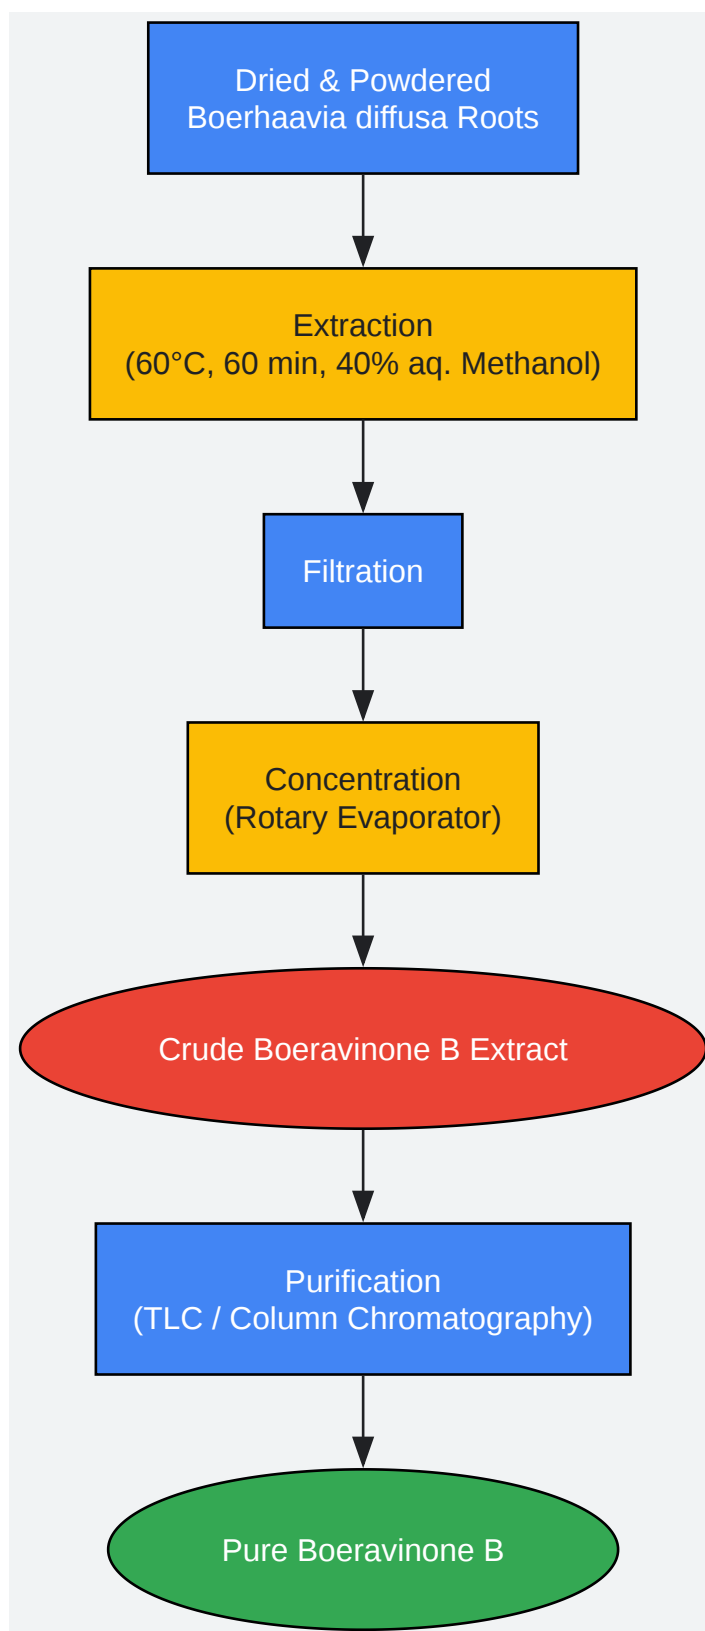 Dried & Powdered
Boerhaavia diffusa Roots
Extraction
(60°C, 60 min, 40% aq. Methanol)
Filtration
Concentration
(Rotary Evaporator)
Crude Boeravinone B Extract
Purification
(TLC / Column Chromatography)
Pure Boeravinone B